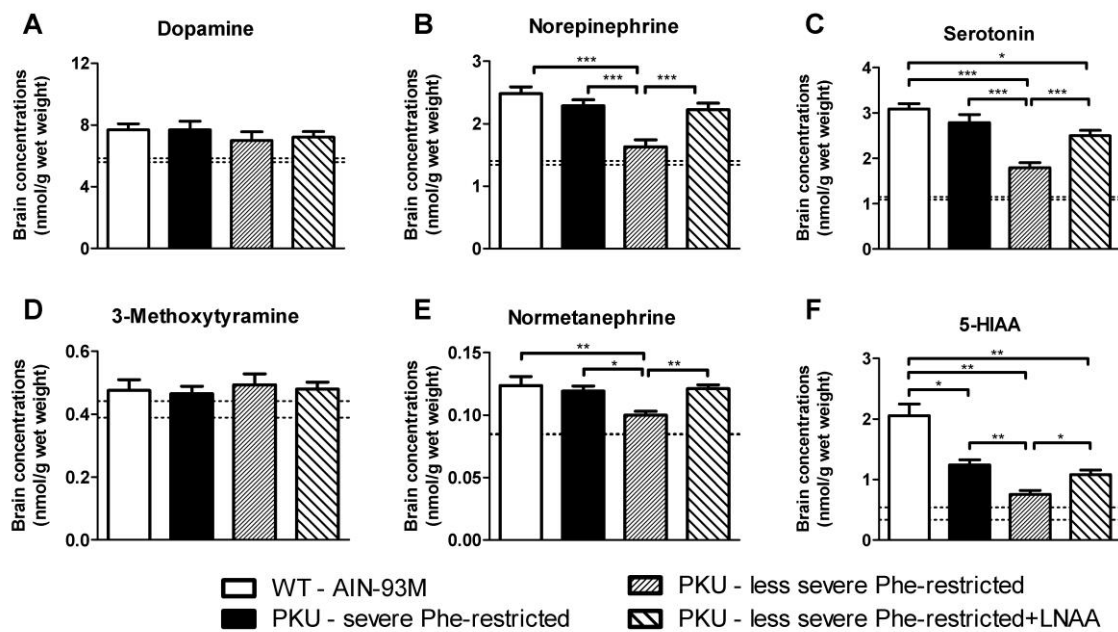 A
Dopamine
Brain concentrations
(nmol/g wet weight)
12
8
4
0
B
Norepinephrine
Brain concentrations
(nmol/g wet weight)
3
2
1
0
***
***
***
C
Serotonin
Brain concentrations
(nmol/g wet weight)
4
3
2
1
0
*
***
***
***
D
3-Methoxytyramine
Brain concentrations
(nmol/g wet weight)
0.6
0.4
0.2
0.0
E
Normetanephrine
Brain concentrations
(nmol/g wet weight)
0.15
0.10
0.05
0.00
**
*
**
F
5-HIAA
Brain concentrations
(nmol/g wet weight)
3
2
1
0
**
**
*
**
*
WT - AIN-93M
PKU - severe Phe-restricted
PKU - less severe Phe-restricted
PKU - less severe Phe-restricted+LNAA